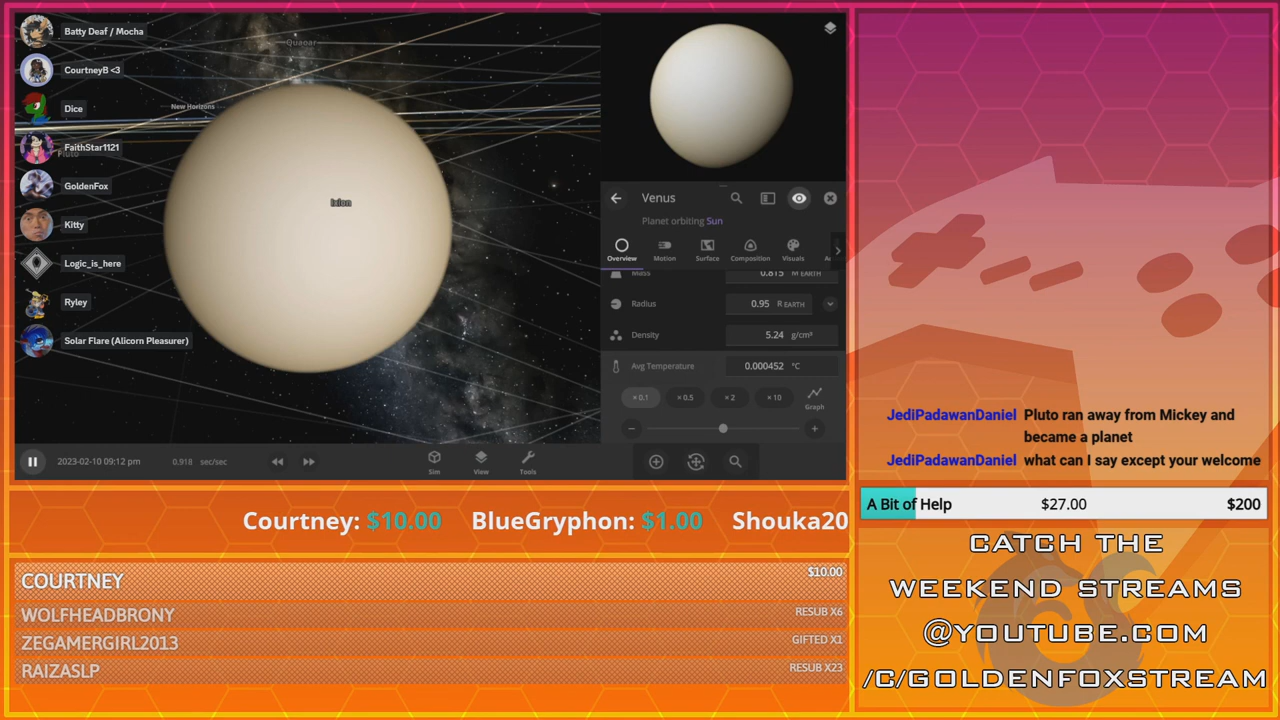 Batty Deaf / Mocha
CourtneyB <3
Dice
FaithStar1121
GoldenFox
Kitty
Logic_is_here
Ryley
Solar Flare (Alicorn Pleasurer)
Quaoar
New Horizons
Pluto
Ixion
Venus
Planet orbiting Sun
Overview
Motion
Surface
Composition
Visuals
Mass 0.815 M EARTH
Radius 0.95 R EARTH
Density 5.24 g/cm³
Avg Temperature 0.000452 °C
× 0.1 × 0.5 × 2 × 10 Graph
2023-02-10 09:12 pm 0.918 sec/sec
Sim View Tools
JediPadawanDaniel Pluto ran away from Mickey and
became a planet
JediPadawanDaniel what can I say except your welcome
A Bit of Help $27.00 $200
Courtney: $10.00 BlueGryphon: $1.00 Shouka20
COURTNEY $10.00
WOLFHEADBRONY RESUB X6
ZEGAMERGIRL2013 GIFTED X1
RAIZASLP RESUB X23
CATCH THE
WEEKEND STREAMS
@YOUTUBE.COM
/C/GOLDENFOXSTREAM